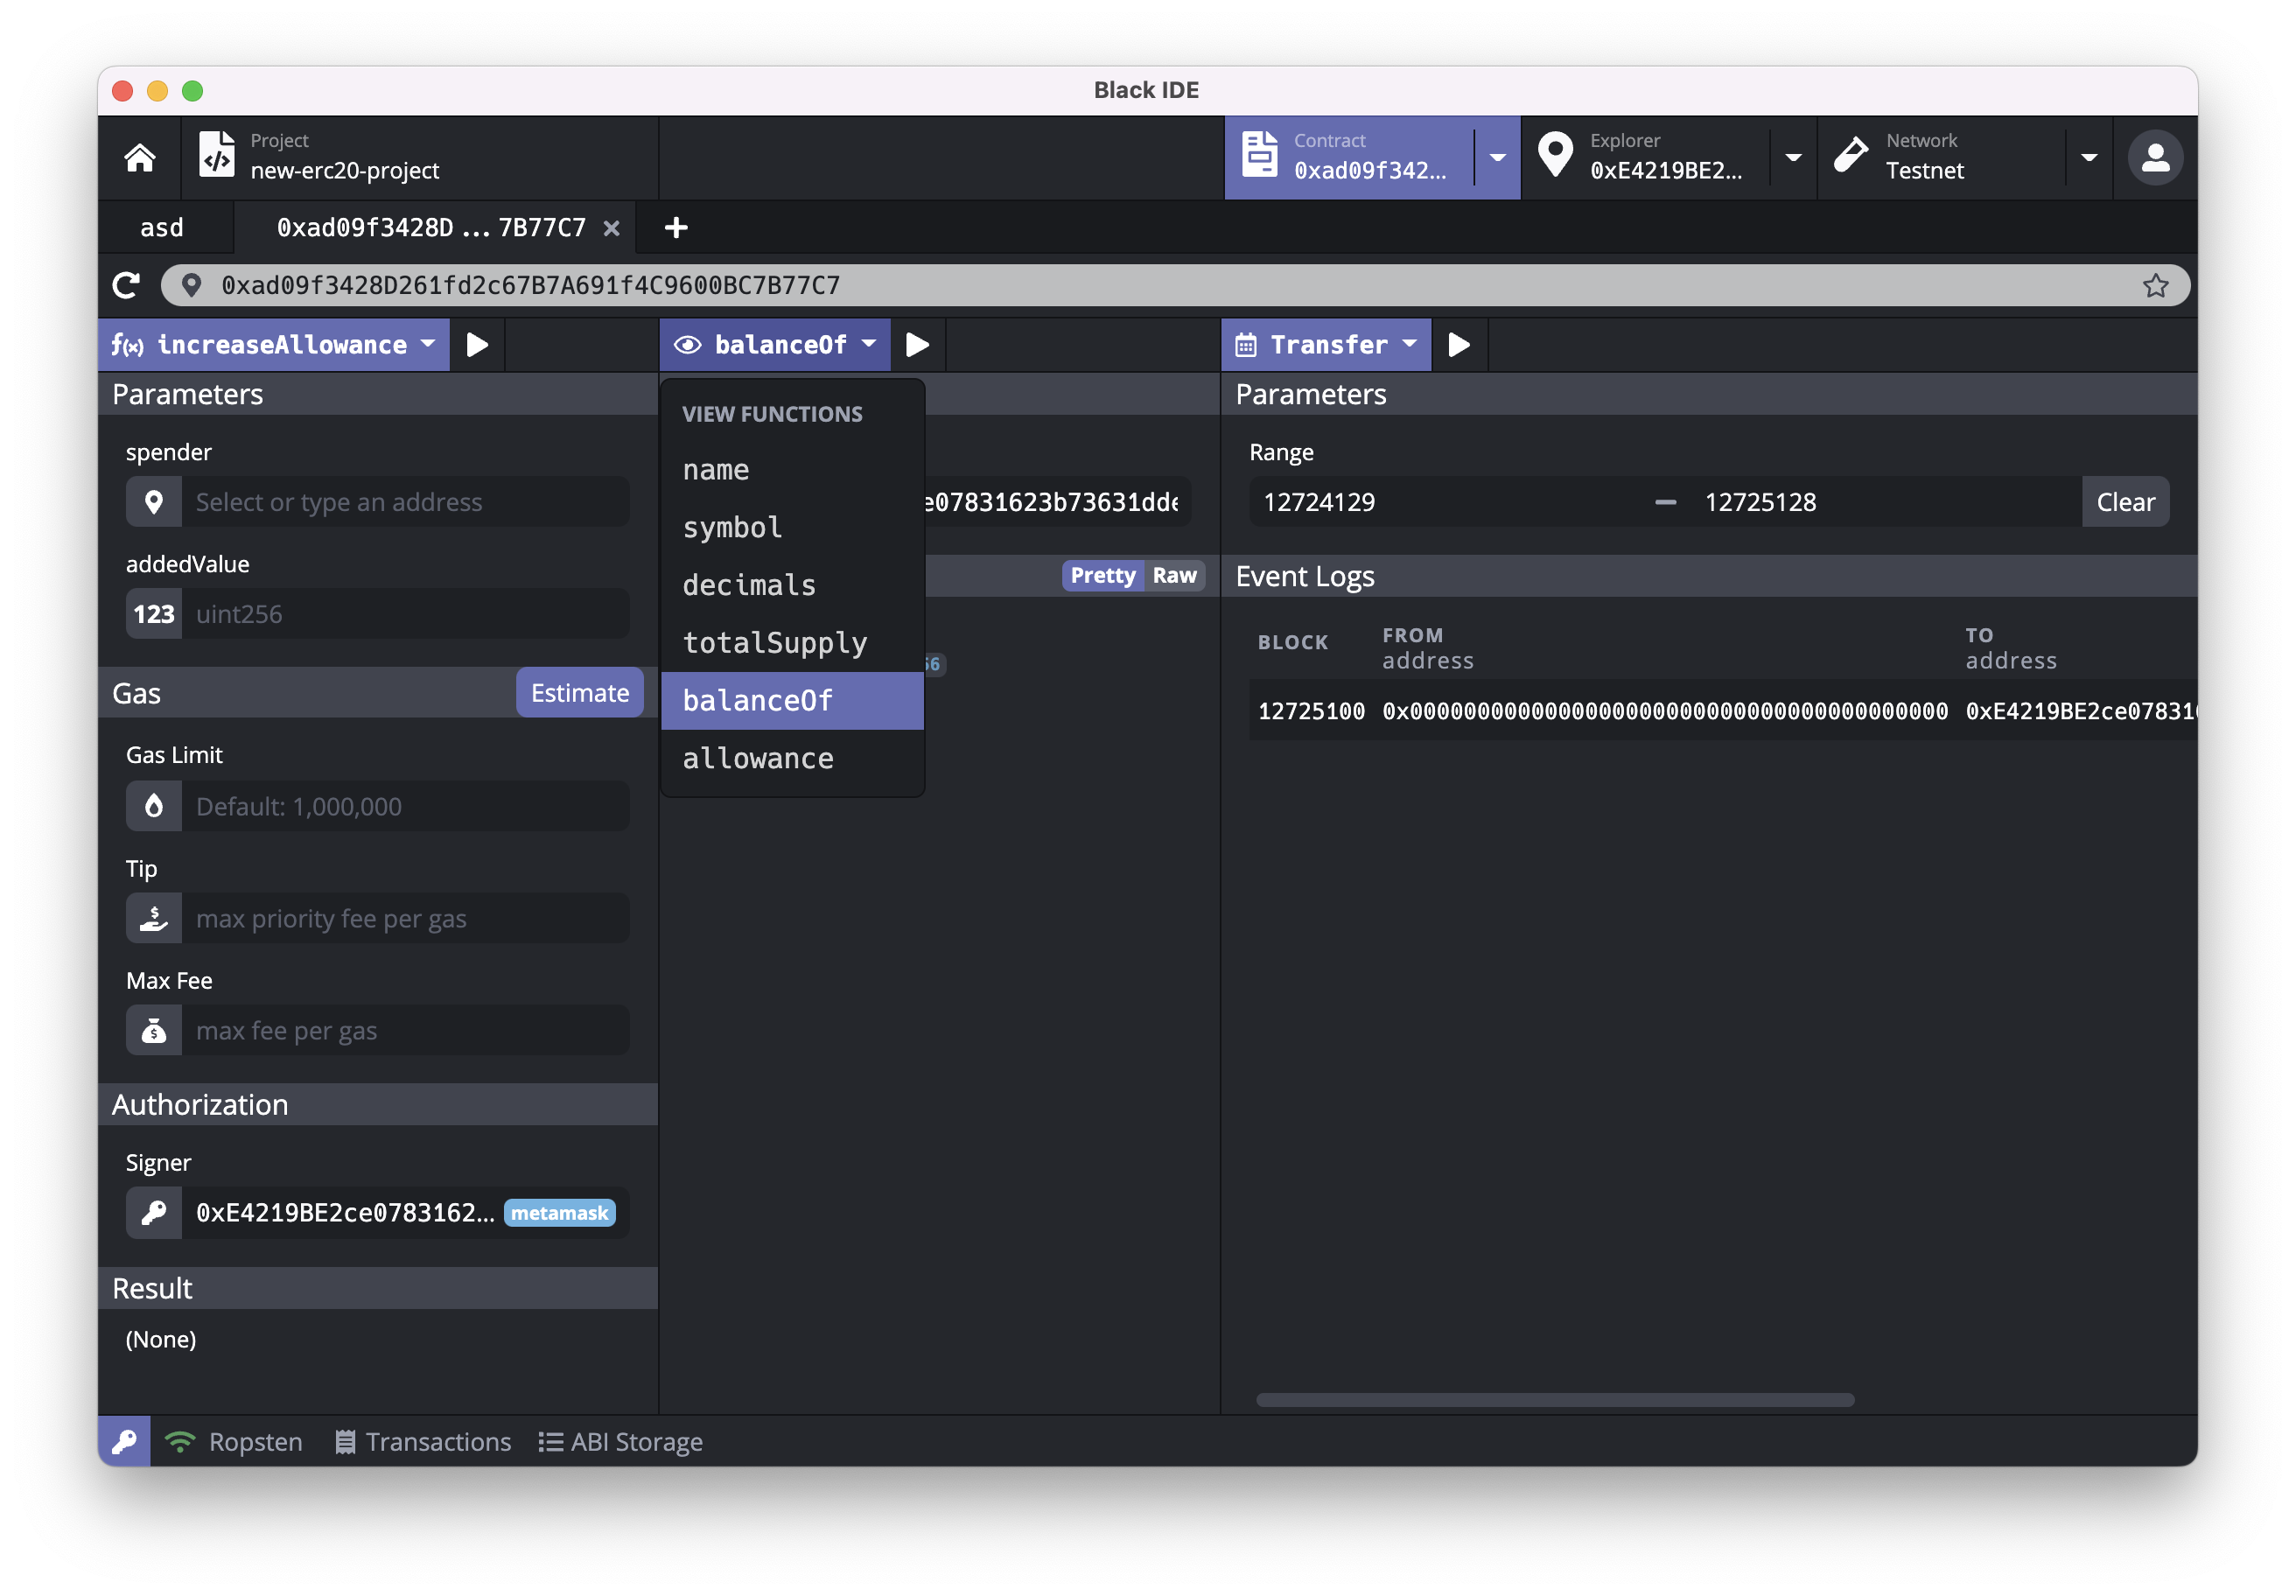 Black IDE
Project
new-erc20-project
Contract
0xad09f342...
Explorer
0xE4219BE2...
Network
Testnet
asd
0xad09f3428D ... 7B77C7
0xad09f3428D261fd2c67B7A691f4C9600BC7B77C7
f(x) increaseAllowance
balanceOf
Transfer
Parameters
spender
Select or type an address
addedValue
123 uint256
Gas
Estimate
Gas Limit
Default: 1,000,000
Tip
max priority fee per gas
Max Fee
max fee per gas
Authorization
Signer
0xE4219BE2ce0783162... metamask
Result
(None)
VIEW FUNCTIONS
name
symbol
decimals
totalSupply
balanceOf
allowance
e07831623b73631dde
Pretty Raw
Parameters
Range
12724129 — 12725128 Clear
Event Logs
BLOCK
FROM
address
TO
address
12725100 0x0000000000000000000000000000000000000000 0xE4219BE2ce07831
Ropsten
Transactions
ABI Storage